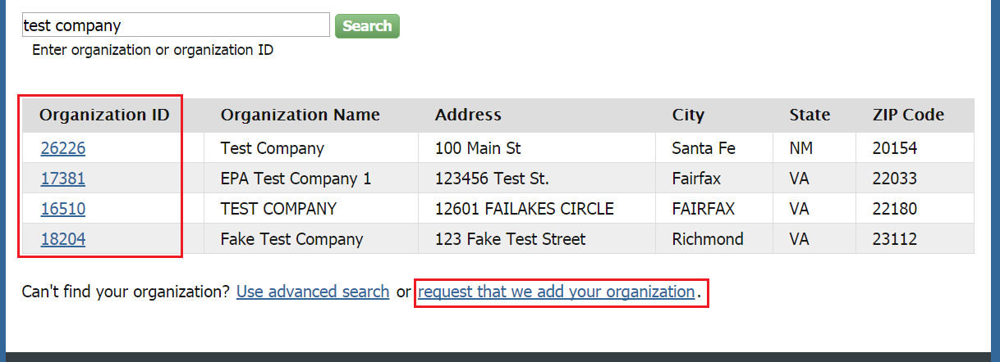 test company Search
Enter organization or organization ID
Organization ID Organization Name Address City State ZIP Code
26226 Test Company 100 Main St Santa Fe NM 20154
17381 EPA Test Company 1 123456 Test St. Fairfax VA 22033
16510 TEST COMPANY 12601 FAILAKES CIRCLE FAIRFAX VA 22180
18204 Fake Test Company 123 Fake Test Street Richmond VA 23112
Can't find your organization? Use advanced search or request that we add your organization.